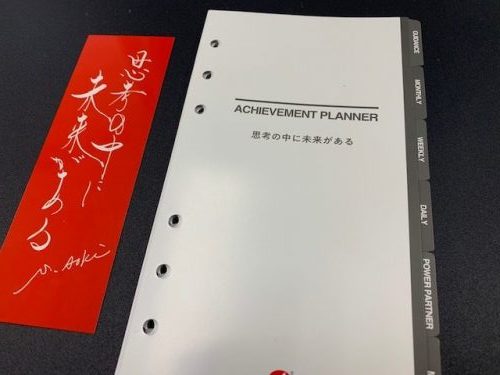 思考の中に
未来がある
N. Aoki
ACHIEVEMENT PLANNER
思考の中に未来がある
GUIDANCE
MONTHLY
WEEKLY
DAILY
POWER PARTNER